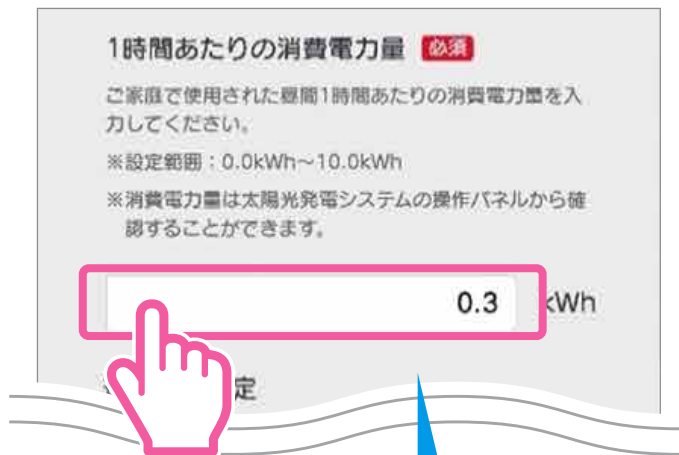 1時間あたりの消費電力量 必須
ご家庭で使用された昼間1時間あたりの消費電力量を入
力してください。
※設定範囲：0.0kWh～10.0kWh
※消費電力量は太陽光発電システムの操作パネルから確
認することができます。
0.3 kWh
定